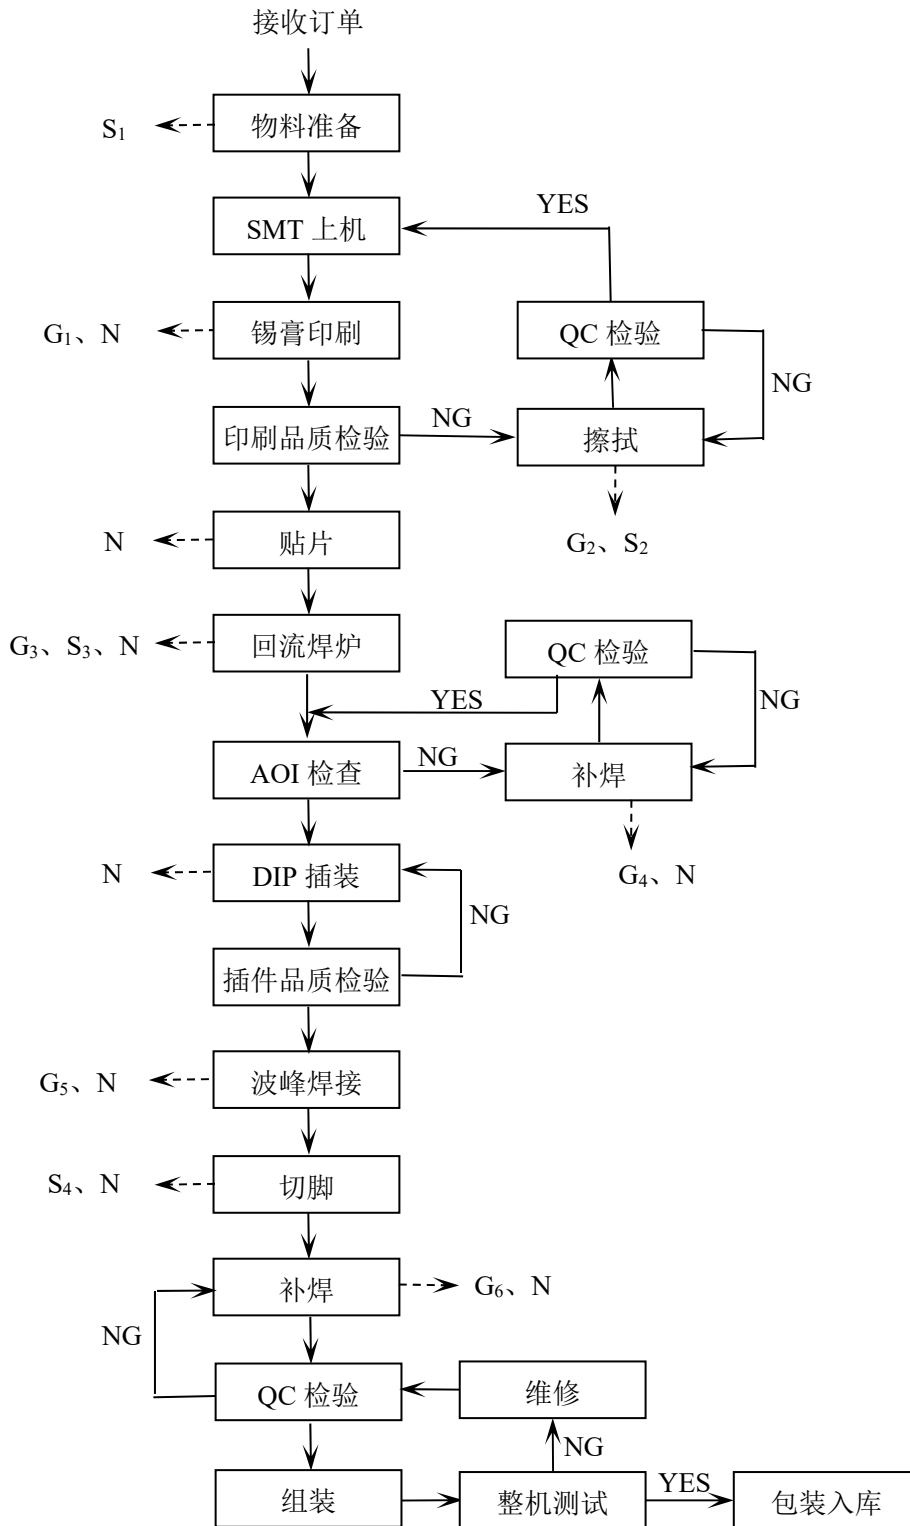 接收订单
S₁
物料准备
YES
SMT 上机
G₁、N
锡膏印刷
QC 检验
NG
印刷品质检验
NG
擦拭
N
贴片
G₂、S₂
G₃、S₃、N
回流焊炉
QC 检验
YES
NG
AOI 检查
NG
补焊
N
DIP 插装
G₄、N
NG
插件品质检验
G₅、N
波峰焊接
S₄、N
切脚
补焊
G₆、N
NG
QC 检验
维修
NG
组装
整机测试
YES
包装入库